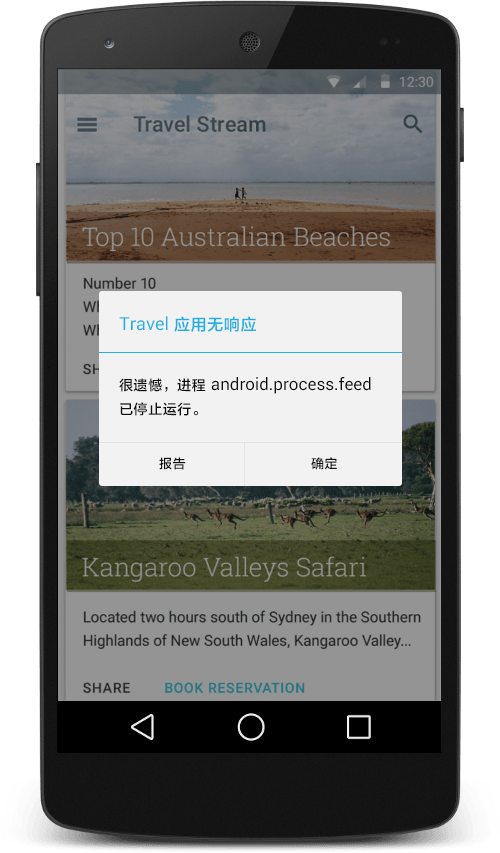 12:30
Travel Stream
Top 10 Australian Beaches
Number 10
Wh
Wh
SH
Travel 应用无响应
很遗憾，进程 android.process.feed
已停止运行。
报告 确定
Kangaroo Valleys Safari
Located two hours south of Sydney in the Southern
Highlands of New South Wales, Kangaroo Valley...
SHARE BOOK RESERVATION